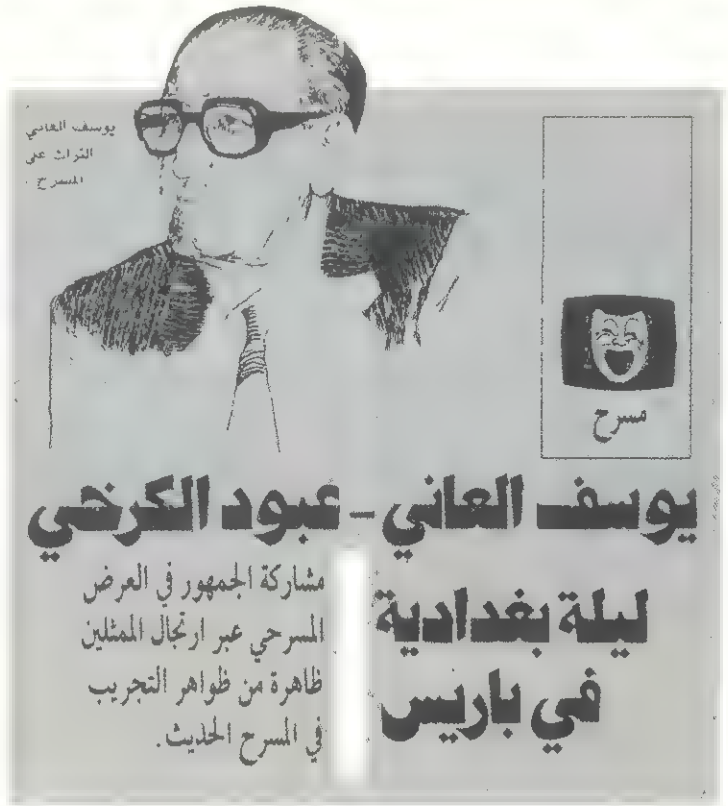 يوسف العاني
التراث على
المسرح .
مسرح
يوسف العاني - عبود الكرخي
ليلة بغدادية
في باريس
مشاركة الجمهور في العرض
المسرحي عبر ارتجال الممثلين
ظاهرة من ظواهر التجريب
في المسرح الحديث .